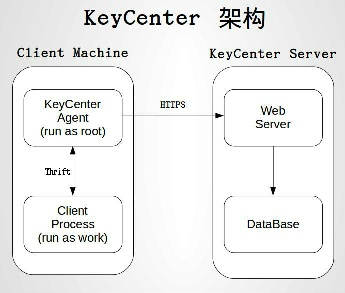 KeyCenter 架构
Client Machine
KeyCenter Server
KeyCenter
Agent
(run as root)
HTTPS
Web
Server
Thrift
Client
Process
(run as work)
DataBase